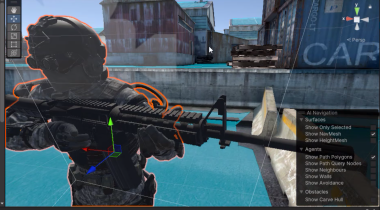 Persp
CAR
AI Navigation
Surfaces
Show Only Selected
Show NavMesh
Show HeightMesh
Agents
Show Path Polygons
Show Path Query Nodes
Show Neighbours
Show Walls
Show Avoidance
Obstacles
Show Carve Hull